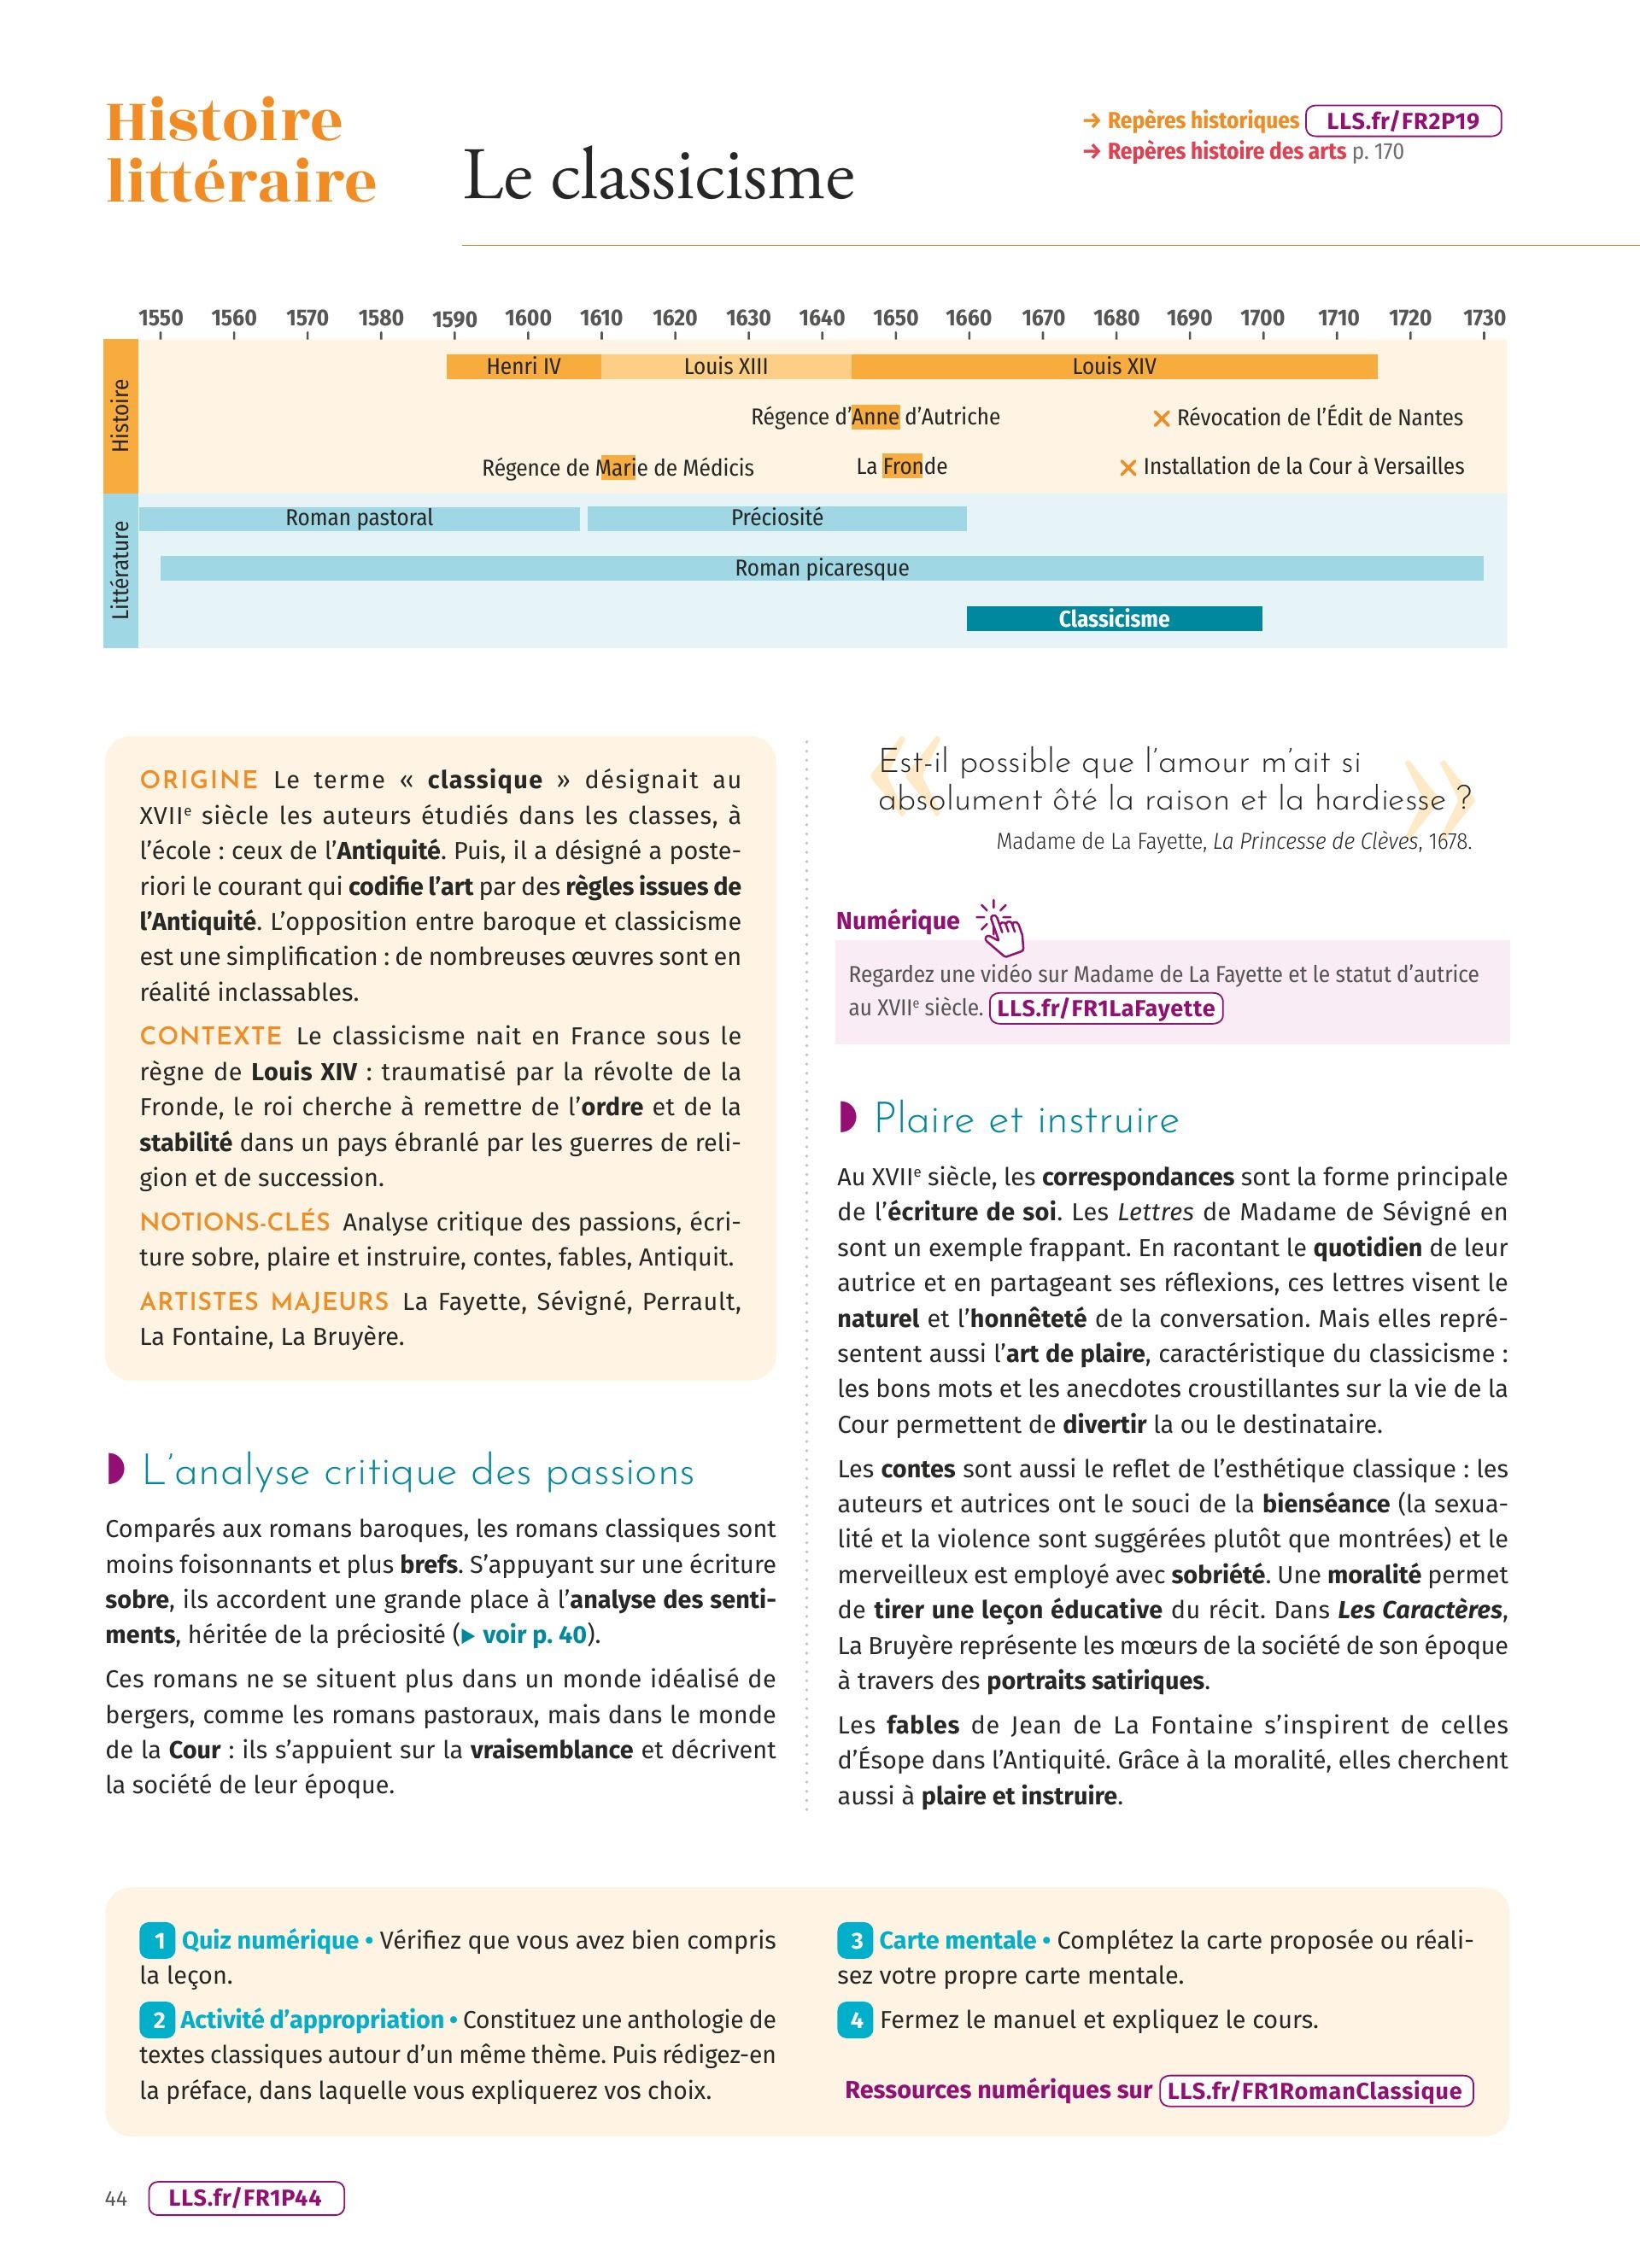 Histoire
littéraire
Le classicisme
→ Repères historiques LLS.fr/FR2P19
→ Repères histoire des arts p. 170
1550 1560 1570 1580 1590 1600 1610 1620 1630 1640 1650 1660 1670 1680 1690 1700 1710 1720 1730
Histoire
Henri IV Louis XIII Louis XIV
Régence d’Anne d’Autriche × Révocation de l’Édit de Nantes
Régence de Marie de Médicis La Fronde × Installation de la Cour à Versailles
Littérature
Roman pastoral Préciosité
Roman picaresque
Classicisme
ORIGINE Le terme « classique » désignait au
XVIIe siècle les auteurs étudiés dans les classes, à
l’école : ceux de l’Antiquité. Puis, il a désigné a poste-
riori le courant qui codifie l’art par des règles issues de
l’Antiquité. L’opposition entre baroque et classicisme
est une simplification : de nombreuses œuvres sont en
réalité inclassables.
CONTEXTE Le classicisme nait en France sous le
règne de Louis XIV : traumatisé par la révolte de la
Fronde, le roi cherche à remettre de l’ordre et de la
stabilité dans un pays ébranlé par les guerres de reli-
gion et de succession.
NOTIONS-CLÉS Analyse critique des passions, écri-
ture sobre, plaire et instruire, contes, fables, Antiquit.
ARTISTES MAJEURS La Fayette, Sévigné, Perrault,
La Fontaine, La Bruyère.
L’analyse critique des passions
Comparés aux romans baroques, les romans classiques sont
moins foisonnants et plus brefs. S’appuyant sur une écriture
sobre, ils accordent une grande place à l’analyse des senti-
ments, héritée de la préciosité (▶ voir p. 40).
Ces romans ne se situent plus dans un monde idéalisé de
bergers, comme les romans pastoraux, mais dans le monde
de la Cour : ils s’appuient sur la vraisemblance et décrivent
la société de leur époque.
« Est-il possible que l’amour m’ait si
absolument ôté la raison et la hardiesse ? »
Madame de La Fayette, La Princesse de Clèves, 1678.
Numérique
Regardez une vidéo sur Madame de La Fayette et le statut d’autrice
au XVIIe siècle. LLS.fr/FR1LaFayette
Plaire et instruire
Au XVIIe siècle, les correspondances sont la forme principale
de l’écriture de soi. Les Lettres de Madame de Sévigné en
sont un exemple frappant. En racontant le quotidien de leur
autrice et en partageant ses réflexions, ces lettres visent le
naturel et l’honnêteté de la conversation. Mais elles repré-
sentent aussi l’art de plaire, caractéristique du classicisme :
les bons mots et les anecdotes croustillantes sur la vie de la
Cour permettent de divertir la ou le destinataire.
Les contes sont aussi le reflet de l’esthétique classique : les
auteurs et autrices ont le souci de la bienséance (la sexua-
lité et la violence sont suggérées plutôt que montrées) et le
merveilleux est employé avec sobriété. Une moralité permet
de tirer une leçon éducative du récit. Dans Les Caractères,
La Bruyère représente les mœurs de la société de son époque
à travers des portraits satiriques.
Les fables de Jean de La Fontaine s’inspirent de celles
d’Ésope dans l’Antiquité. Grâce à la moralité, elles cherchent
aussi à plaire et instruire.
1 Quiz numérique • Vérifiez que vous avez bien compris
la leçon.
2 Activité d’appropriation • Constituez une anthologie de
textes classiques autour d’un même thème. Puis rédigez-en
la préface, dans laquelle vous expliquerez vos choix.
3 Carte mentale • Complétez la carte proposée ou réali-
sez votre propre carte mentale.
4 Fermez le manuel et expliquez le cours.
Ressources numériques sur LLS.fr/FR1RomanClassique
44 LLS.fr/FR1P44